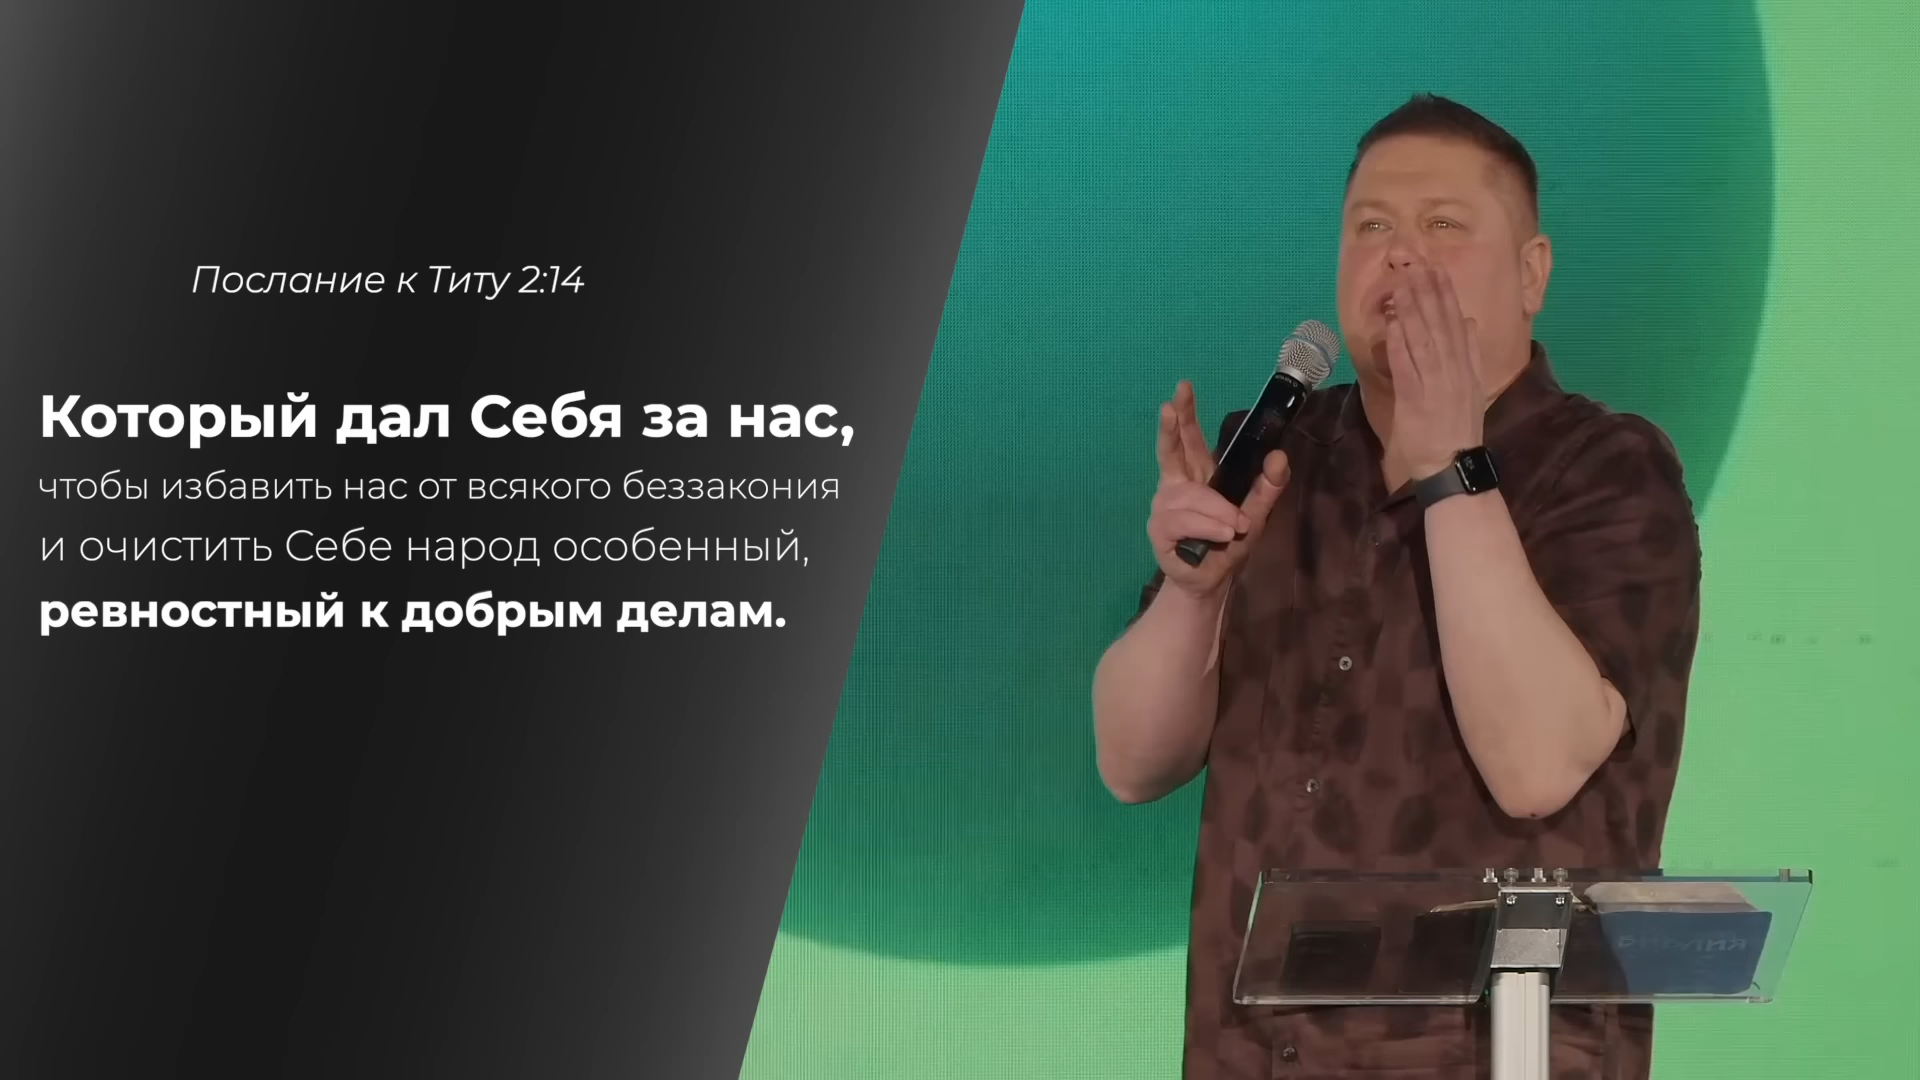 Послание к Титу 2:14
Который дал Себя за нас,
чтобы избавить нас от всякого беззакония
и очистить Себе народ особенный,
ревностный к добрым делам.